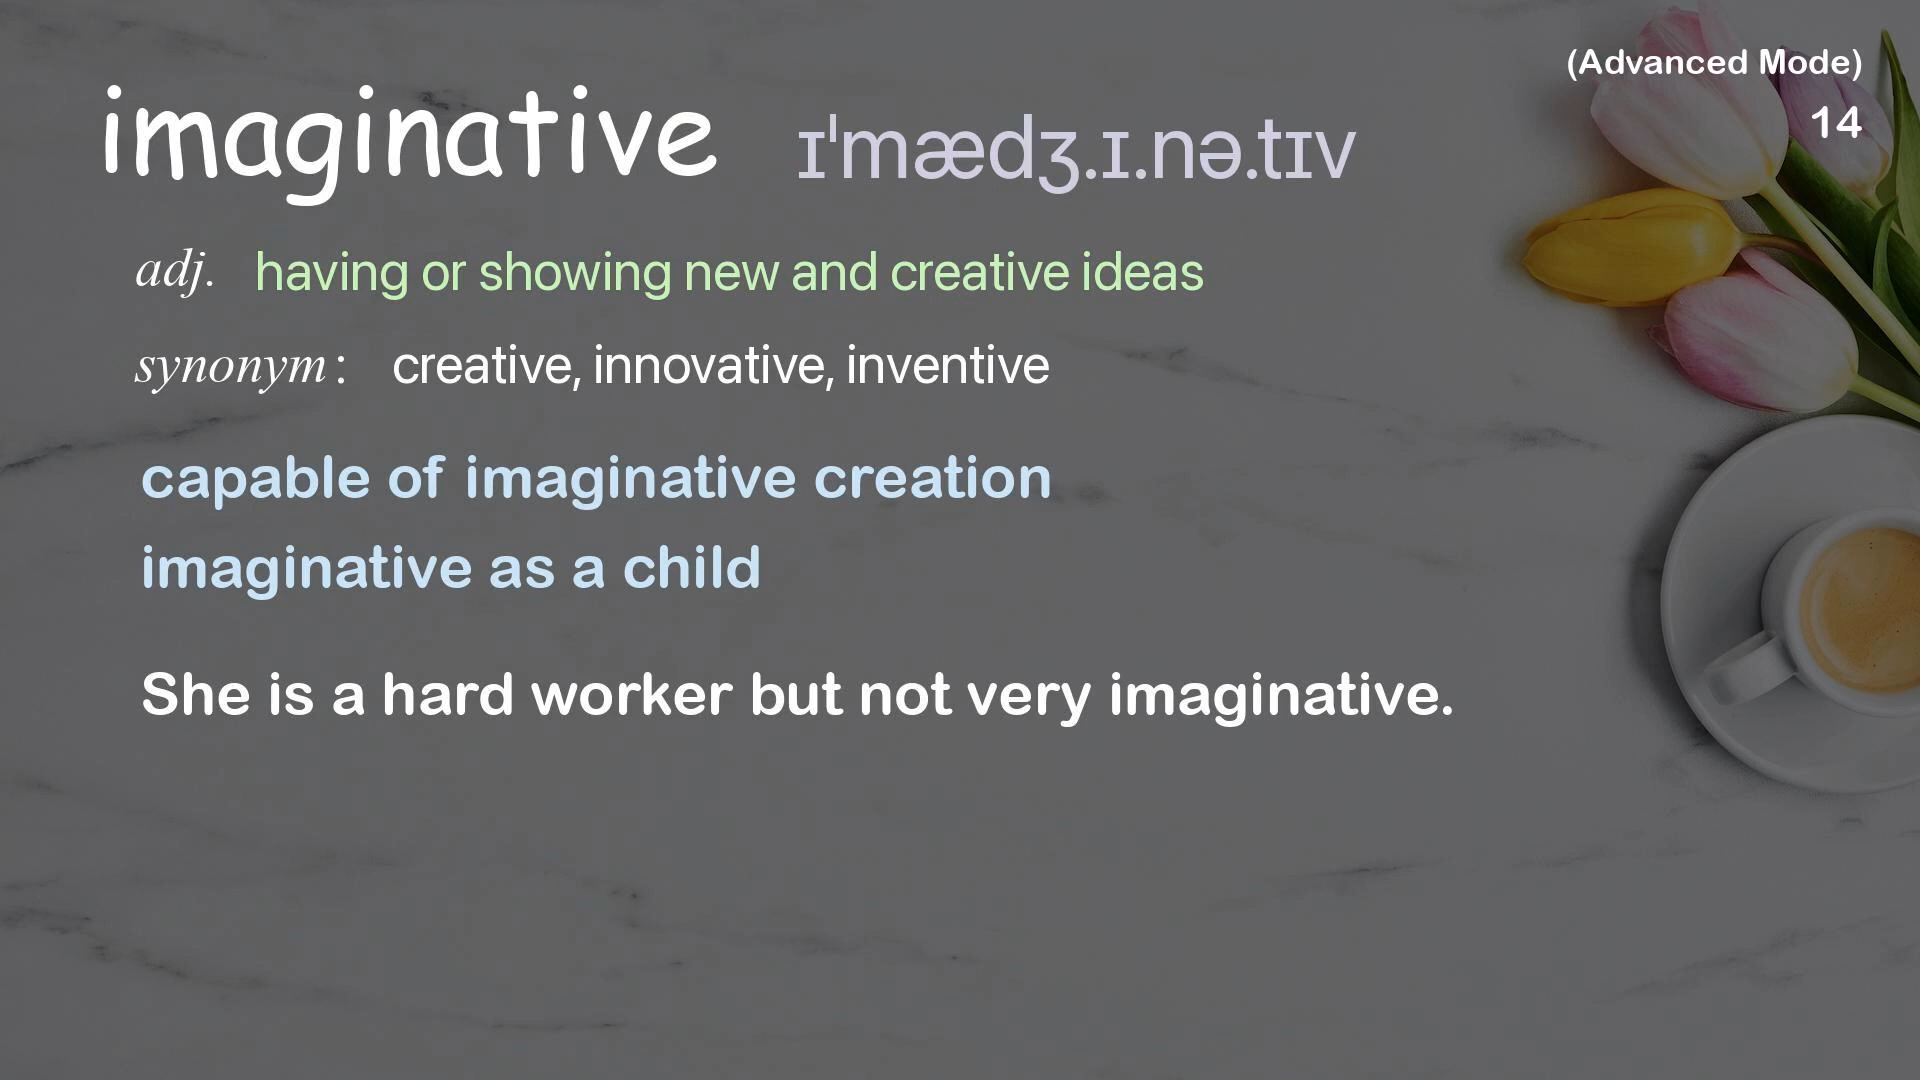 (Advanced Mode)
14
imaginative ɪˈmædʒ.ɪ.nə.tɪv
adj. having or showing new and creative ideas
synonym: creative, innovative, inventive
capable of imaginative creation
imaginative as a child
She is a hard worker but not very imaginative.